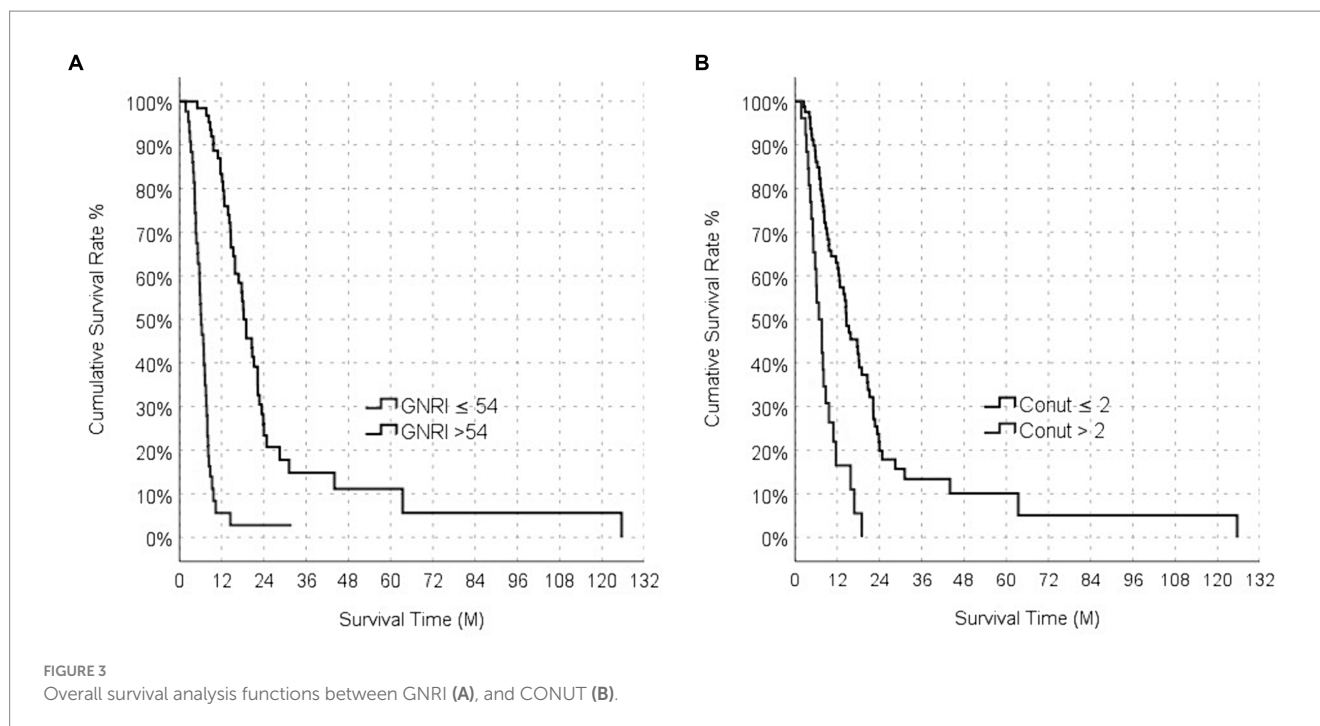 A
Cumulative Survival Rate %
100%
90%
80%
70%
60%
50%
40%
30%
20%
10%
0%
GNRI ≤ 54
GNRI >54
0 12 24 36 48 60 72 84 96 108 120 132
Survival Time (M)
B
Cumative Survival Rate %
100%
90%
80%
70%
60%
50%
40%
30%
20%
10%
0%
Conut ≤ 2
Conut > 2
0 12 24 36 48 60 72 84 96 108 120 132
Survival Time (M)
FIGURE 3
Overall survival analysis functions between GNRI (A), and CONUT (B).